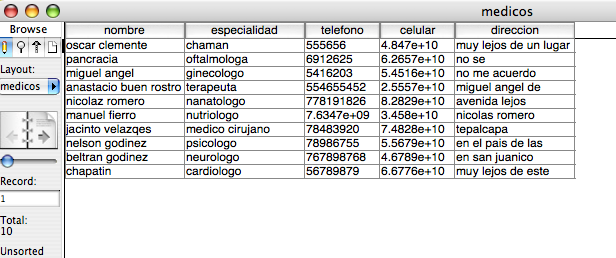 medicos
Browse
Layout:
medicos
Record:
1
Total:
10
Unsorted
nombre especialidad telefono celular direccion
oscar clemente chaman 555656 4.847e+10 muy lejos de un lugar
pancracia oftalmologa 6912625 6.2657e+10 no se
miguel angel ginecologo 5416203 5.4516e+10 no me acuerdo
anastacio buen rostro terapeuta 554655452 2.5557e+10 miguel angel de
nicolaz romero nanatologo 778191826 8.2829e+10 avenida lejos
manuel fierro nutriologo 7.6347e+09 3.458e+10 nicolas romero
jacinto velazqes medico cirujano 78483920 7.4828e+10 tepalcapa
nelson godinez psicologo 78986755 5.5679e+10 en el pais de las
beltran godinez neurologo 767898768 4.6789e+10 en san juanico
chapatin cardiologo 56789879 6.6776e+10 muy lejos de este